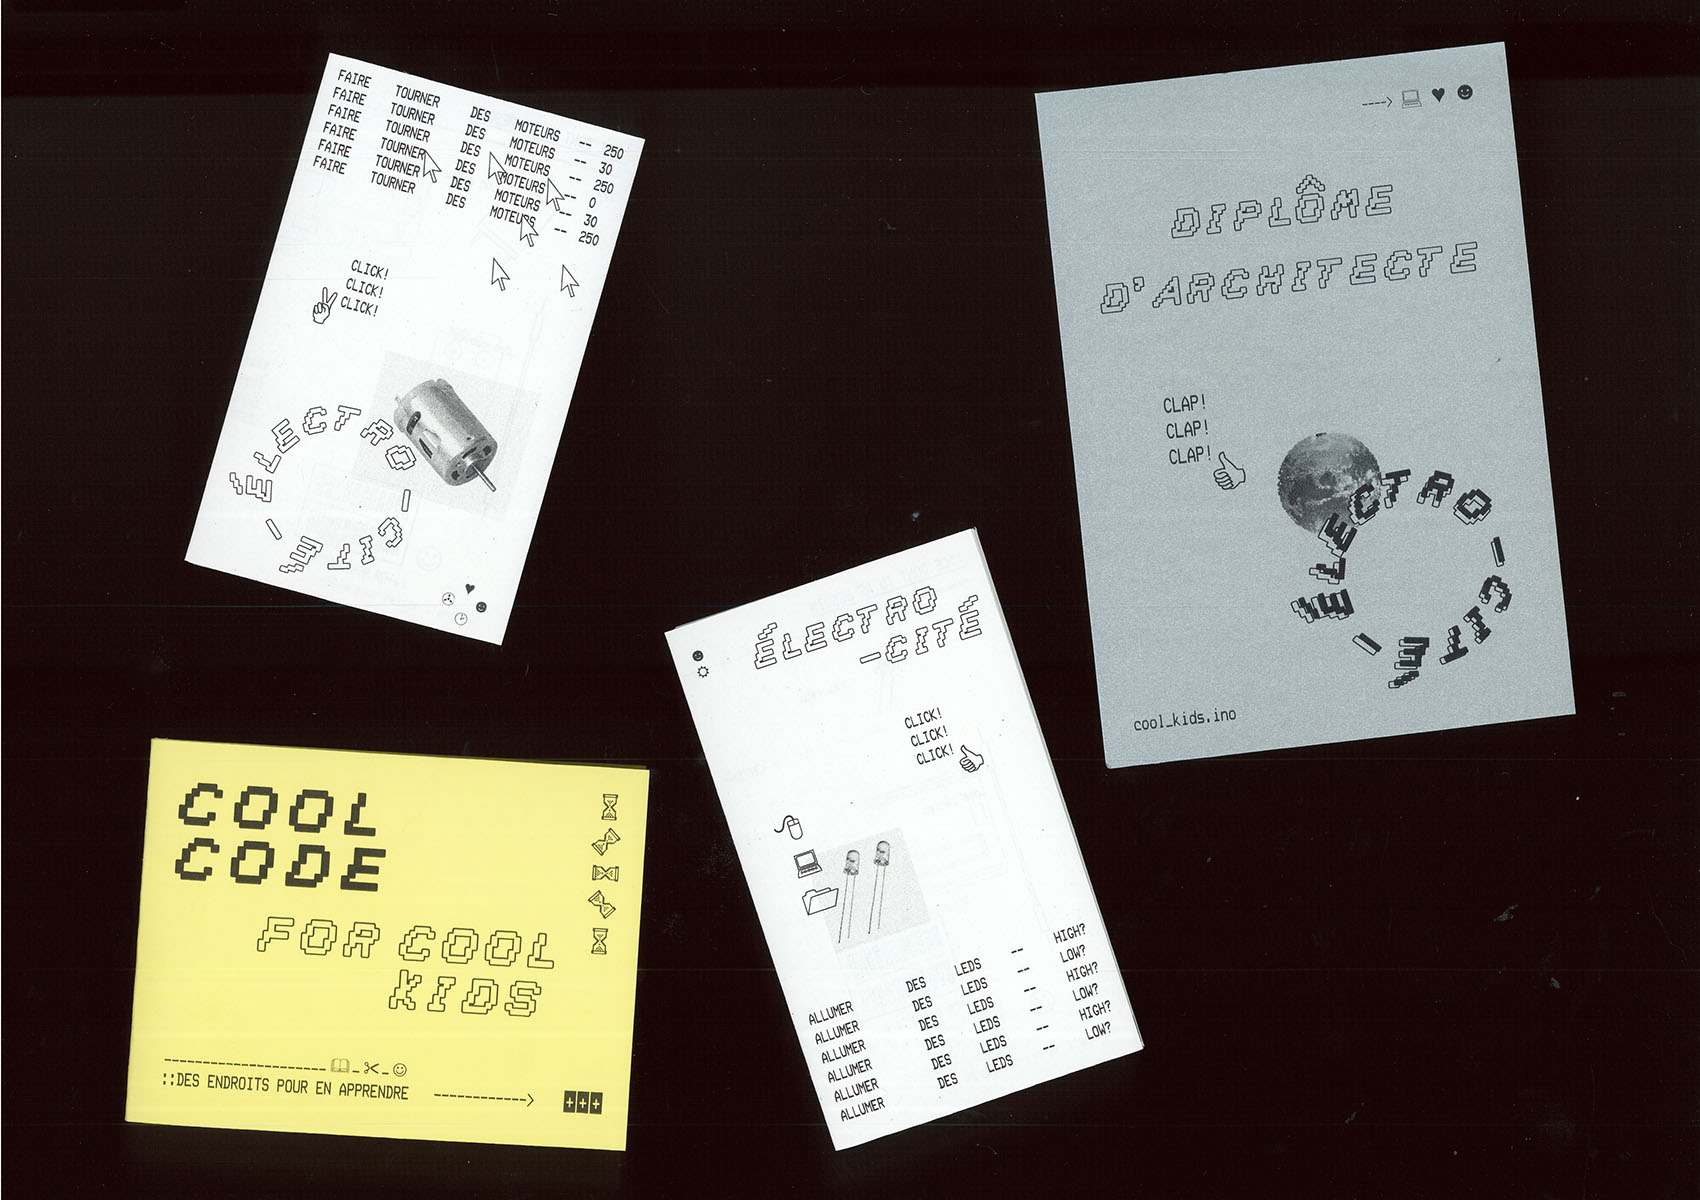 FAIRE TOURNER DES MOTEURS -- 250
FAIRE TOURNER DES MOTEURS -- 30
FAIRE TOURNER DES MOTEURS -- 250
FAIRE TOURNER DES MOTEURS -- 0
FAIRE TOURNER DES MOTEURS -- 30
FAIRE TOURNER DES MOTEURS -- 250
CLICK!
CLICK!
CLICK!
ÉLECTRO-CITÉ-
----> 
DIPLÔME
D'ARCHITECTE
CLAP!
CLAP!
CLAP!
ÉLECTRO-CITÉ-
cool_kids.ino
ÉLECTRO
-CITÉ
CLICK!
CLICK!
CLICK!
ALLUMER DES LEDS -- HIGH?
ALLUMER DES LEDS -- LOW?
ALLUMER DES LEDS -- HIGH?
ALLUMER DES LEDS -- LOW?
ALLUMER DES LEDS -- HIGH?
ALLUMER DES LEDS -- LOW?
COOL
CODE
FOR COOL
KIDS
::DES ENDROITS POUR EN APPRENDRE ------------> +++